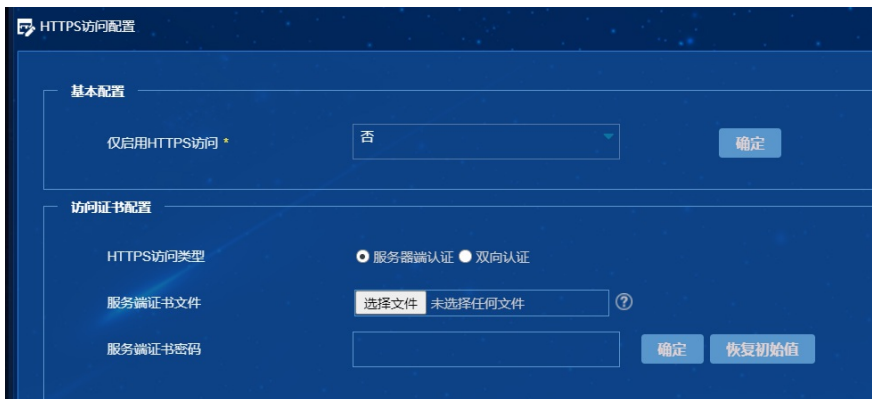 HTTPS访问配置
基本配置
仅启用HTTPS访问 * 否 确定
访问证书配置
HTTPS访问类型 服务器端认证 双向认证
服务端证书文件 选择文件 未选择任何文件 ?
服务端证书密码 确定 恢复初始值